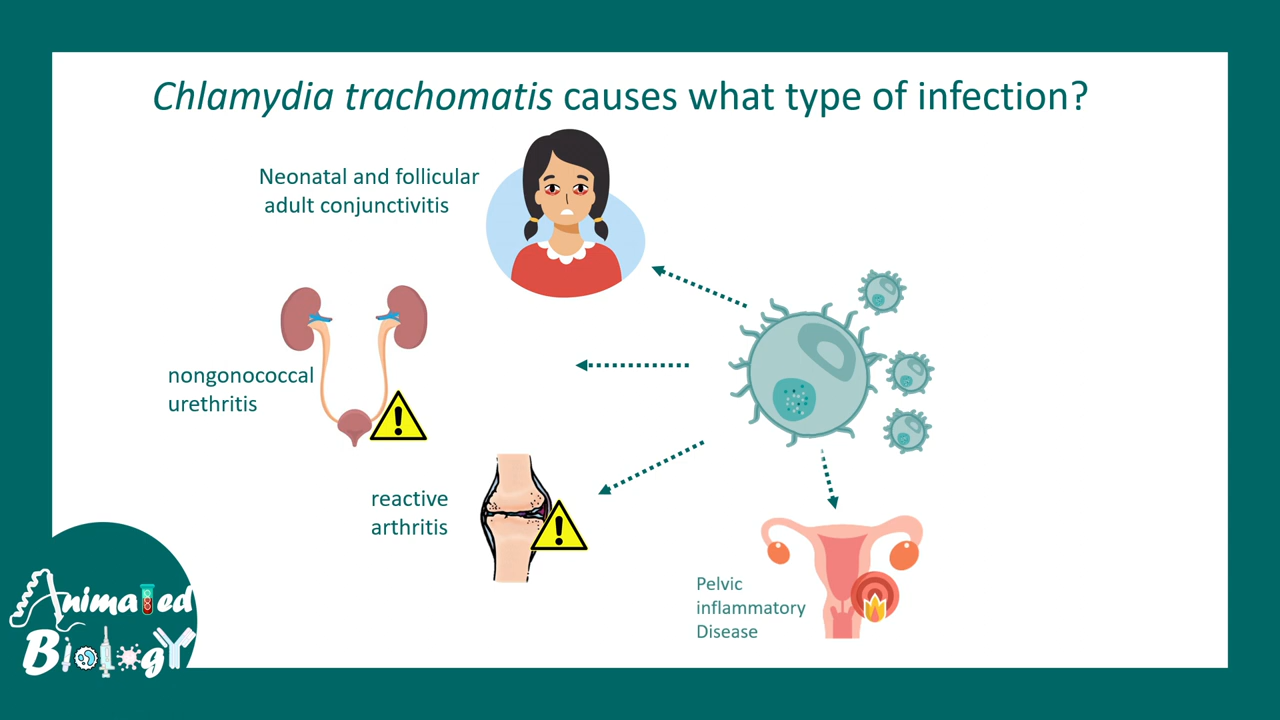 Chlamydia trachomatis causes what type of infection?
Neonatal and follicular
adult conjunctivitis
nongonococcal
urethritis
reactive
arthritis
Pelvic
inflammatory
Disease
Animated
Biology